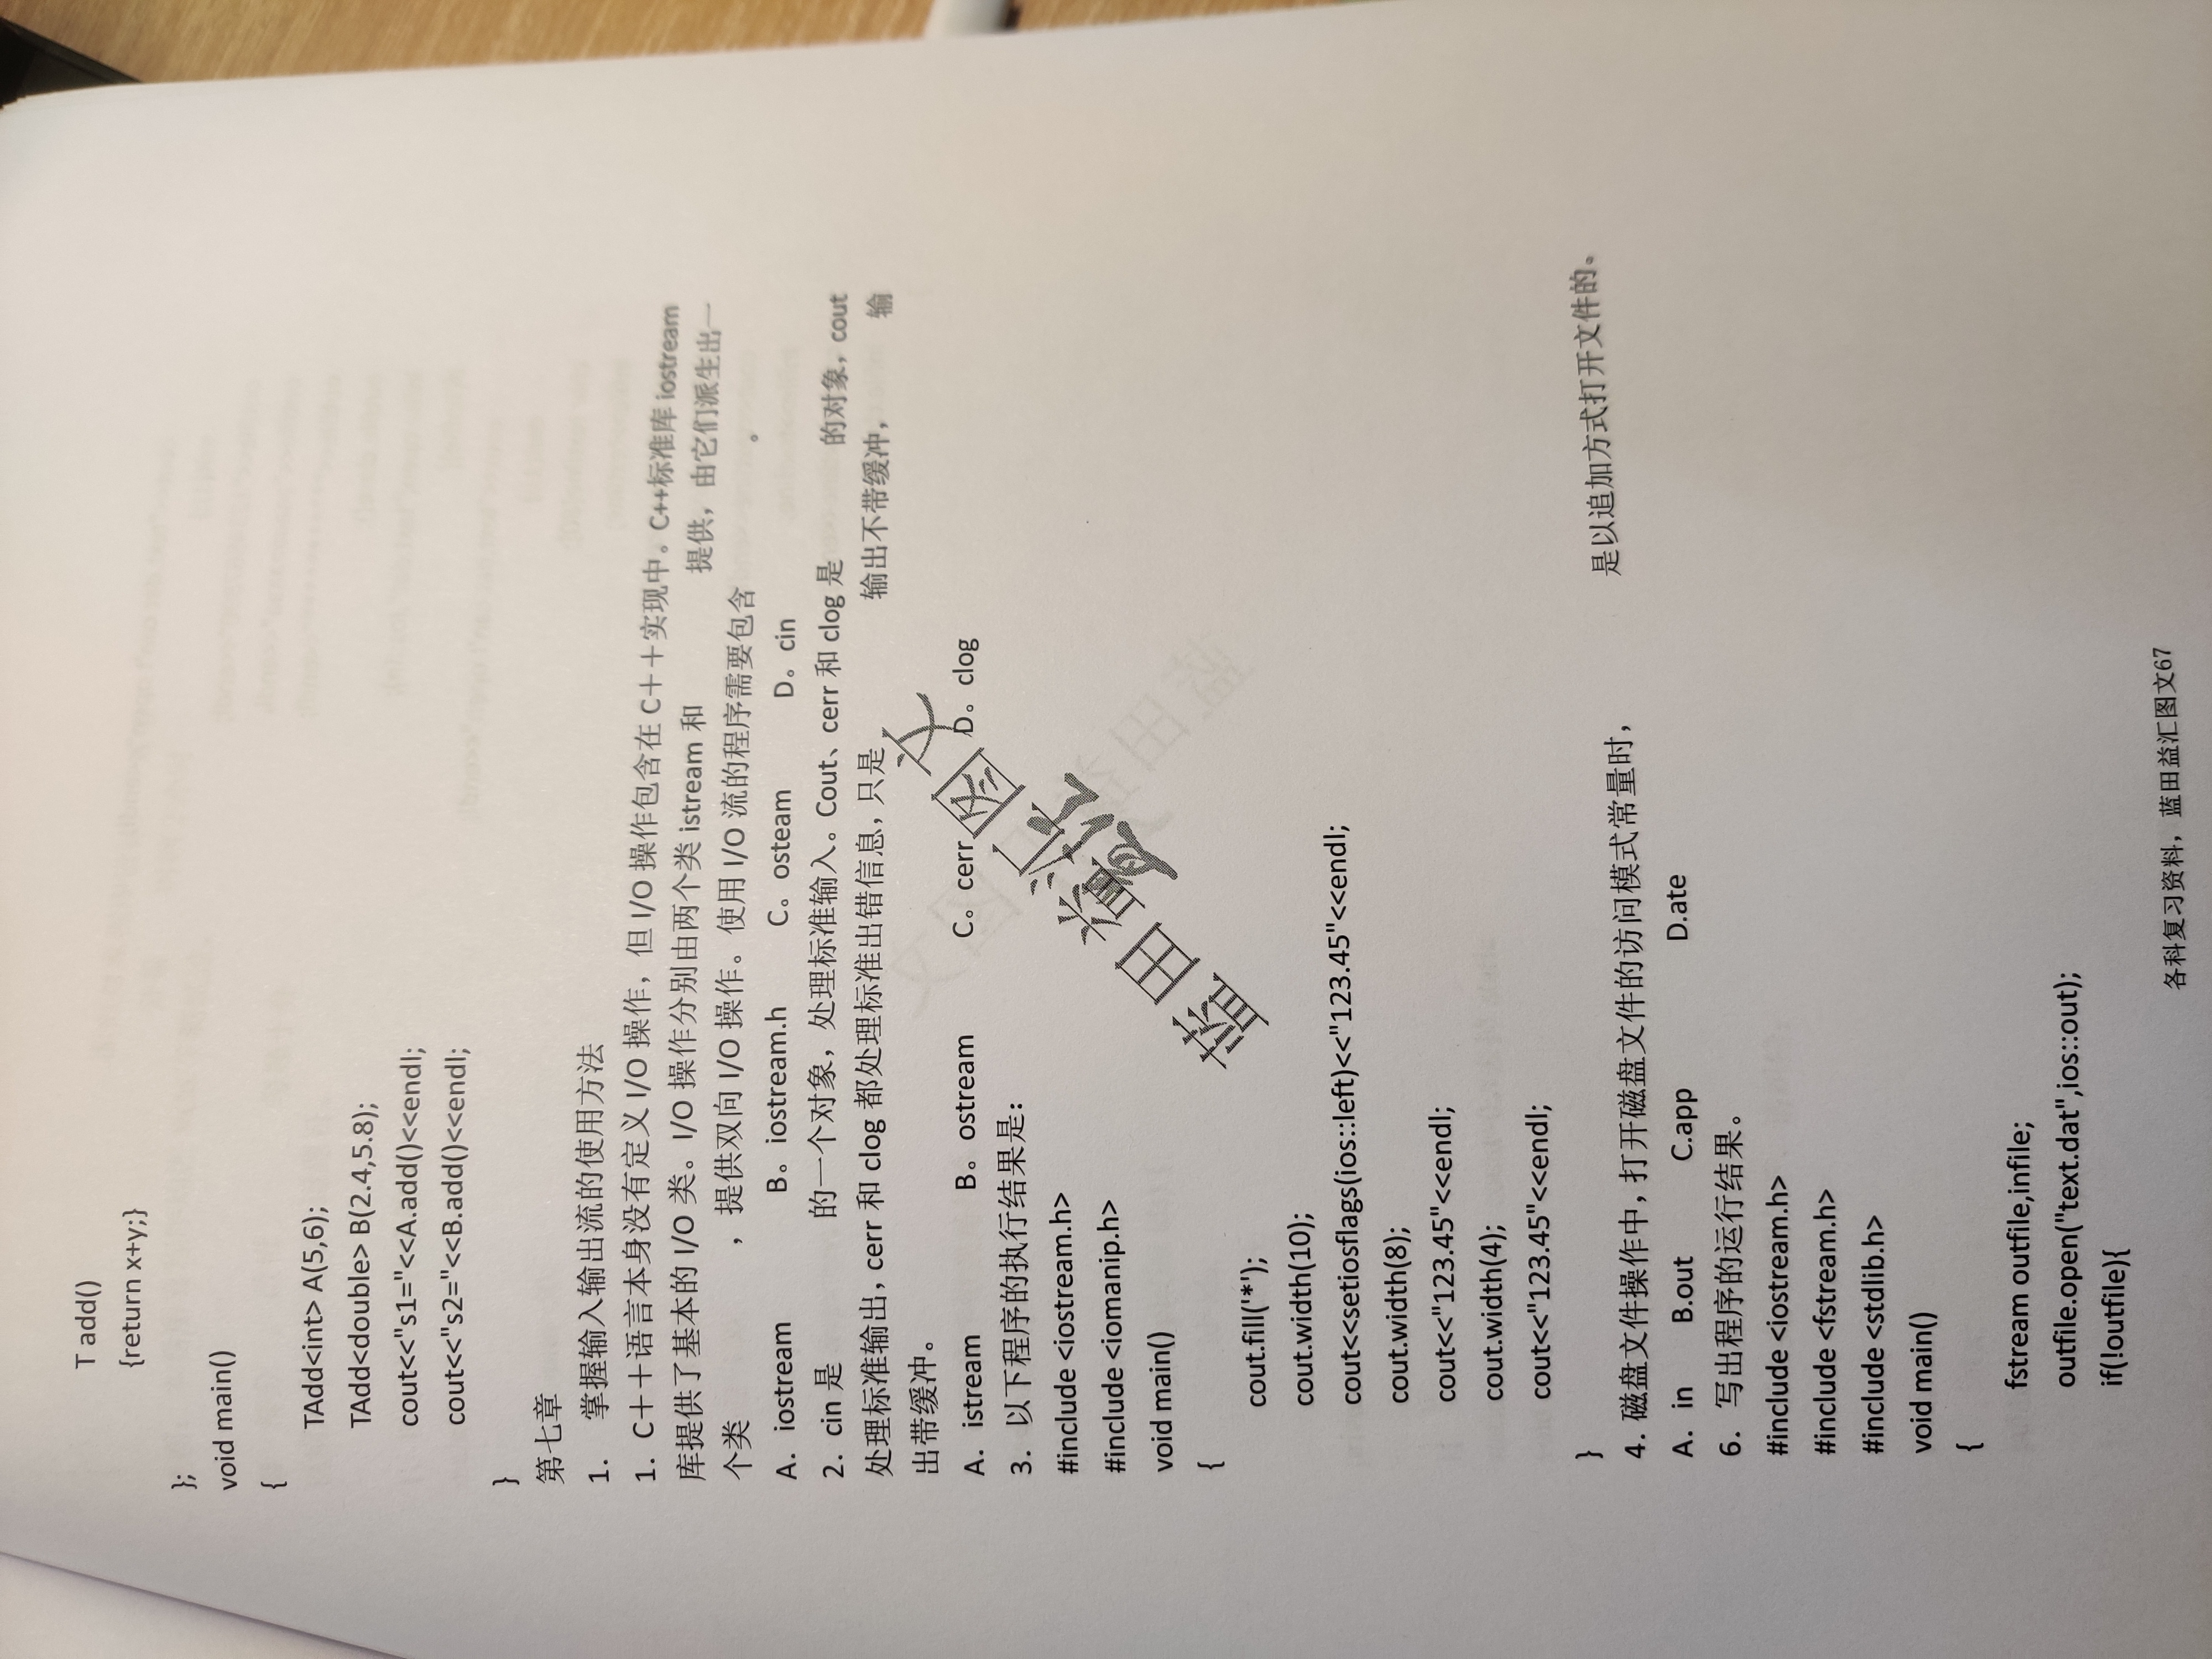 T add()
{return x+y;}
};
void main()
{
TAdd<int> A(5,6);
TAdd<double> B(2.4,5.8);
cout<<"s1="<<A.add()<<endl;
cout<<"s2="<<B.add()<<endl;
}
第七章
1. 掌握输入输出流的使用方法
1. C＋＋语言本身没有定义 I/O 操作，但 I/O 操作包含在 C＋＋实现中。C++标准库 iostream
库提供了基本的 I/O 类。I/O 操作分别由两个类 istream 和 提供，由它们派生出一
个类 ，提供双向 I/O 操作。使用 I/O 流的程序需要包含 。
A. iostream B。iostream.h C。osteam D。cin
2. cin 是 的一个对象，处理标准输入。Cout、cerr 和 clog 是 的对象，cout
处理标准输出，cerr 和 clog 都处理标准出错信息，只是 输出不带缓冲， 输
出带缓冲。
A. istream B。ostream C。cerr D。clog
3. 以下程序的执行结果是：
#include <iostream.h>
#include <iomanip.h>
void main()
{
cout.fill('*');
cout.width(10);
cout<<setiosflags(ios::left)<<"123.45"<<endl;
cout.width(8);
cout<<"123.45"<<endl;
cout.width(4);
cout<<"123.45"<<endl;
}
4. 磁盘文件操作中，打开磁盘文件的访问模式常量时， 是以追加方式打开文件的。
A. in B.out C.app D.ate
6. 写出程序的运行结果。
#include <iostream.h>
#include <fstream.h>
#include <stdlib.h>
void main()
{
fstream outfile,infile;
outfile.open("text.dat",ios::out);
if(!outfile){
蓝田益汇图文
各科复习资料，蓝田益汇图文67